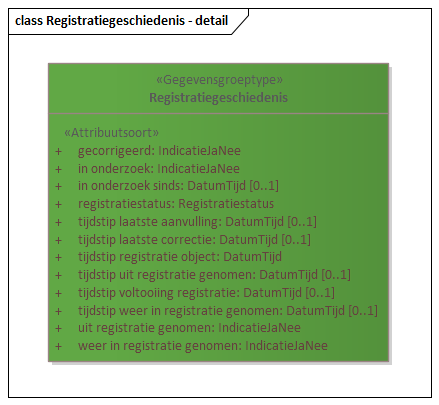 class Registratiegeschiedenis - detail
«Gegevensgroeptype»
Registratiegeschiedenis
«Attribuutsoort»
+ gecorrigeerd: IndicatieJaNee
+ in onderzoek: IndicatieJaNee
+ in onderzoek sinds: DatumTijd [0..1]
+ registratiestatus: Registratiestatus
+ tijdstip laatste aanvulling: DatumTijd [0..1]
+ tijdstip laatste correctie: DatumTijd [0..1]
+ tijdstip registratie object: DatumTijd
+ tijdstip uit registratie genomen: DatumTijd [0..1]
+ tijdstip voltooiing registratie: DatumTijd [0..1]
+ tijdstip weer in registratie genomen: DatumTijd [0..1]
+ uit registratie genomen: IndicatieJaNee
+ weer in registratie genomen: IndicatieJaNee